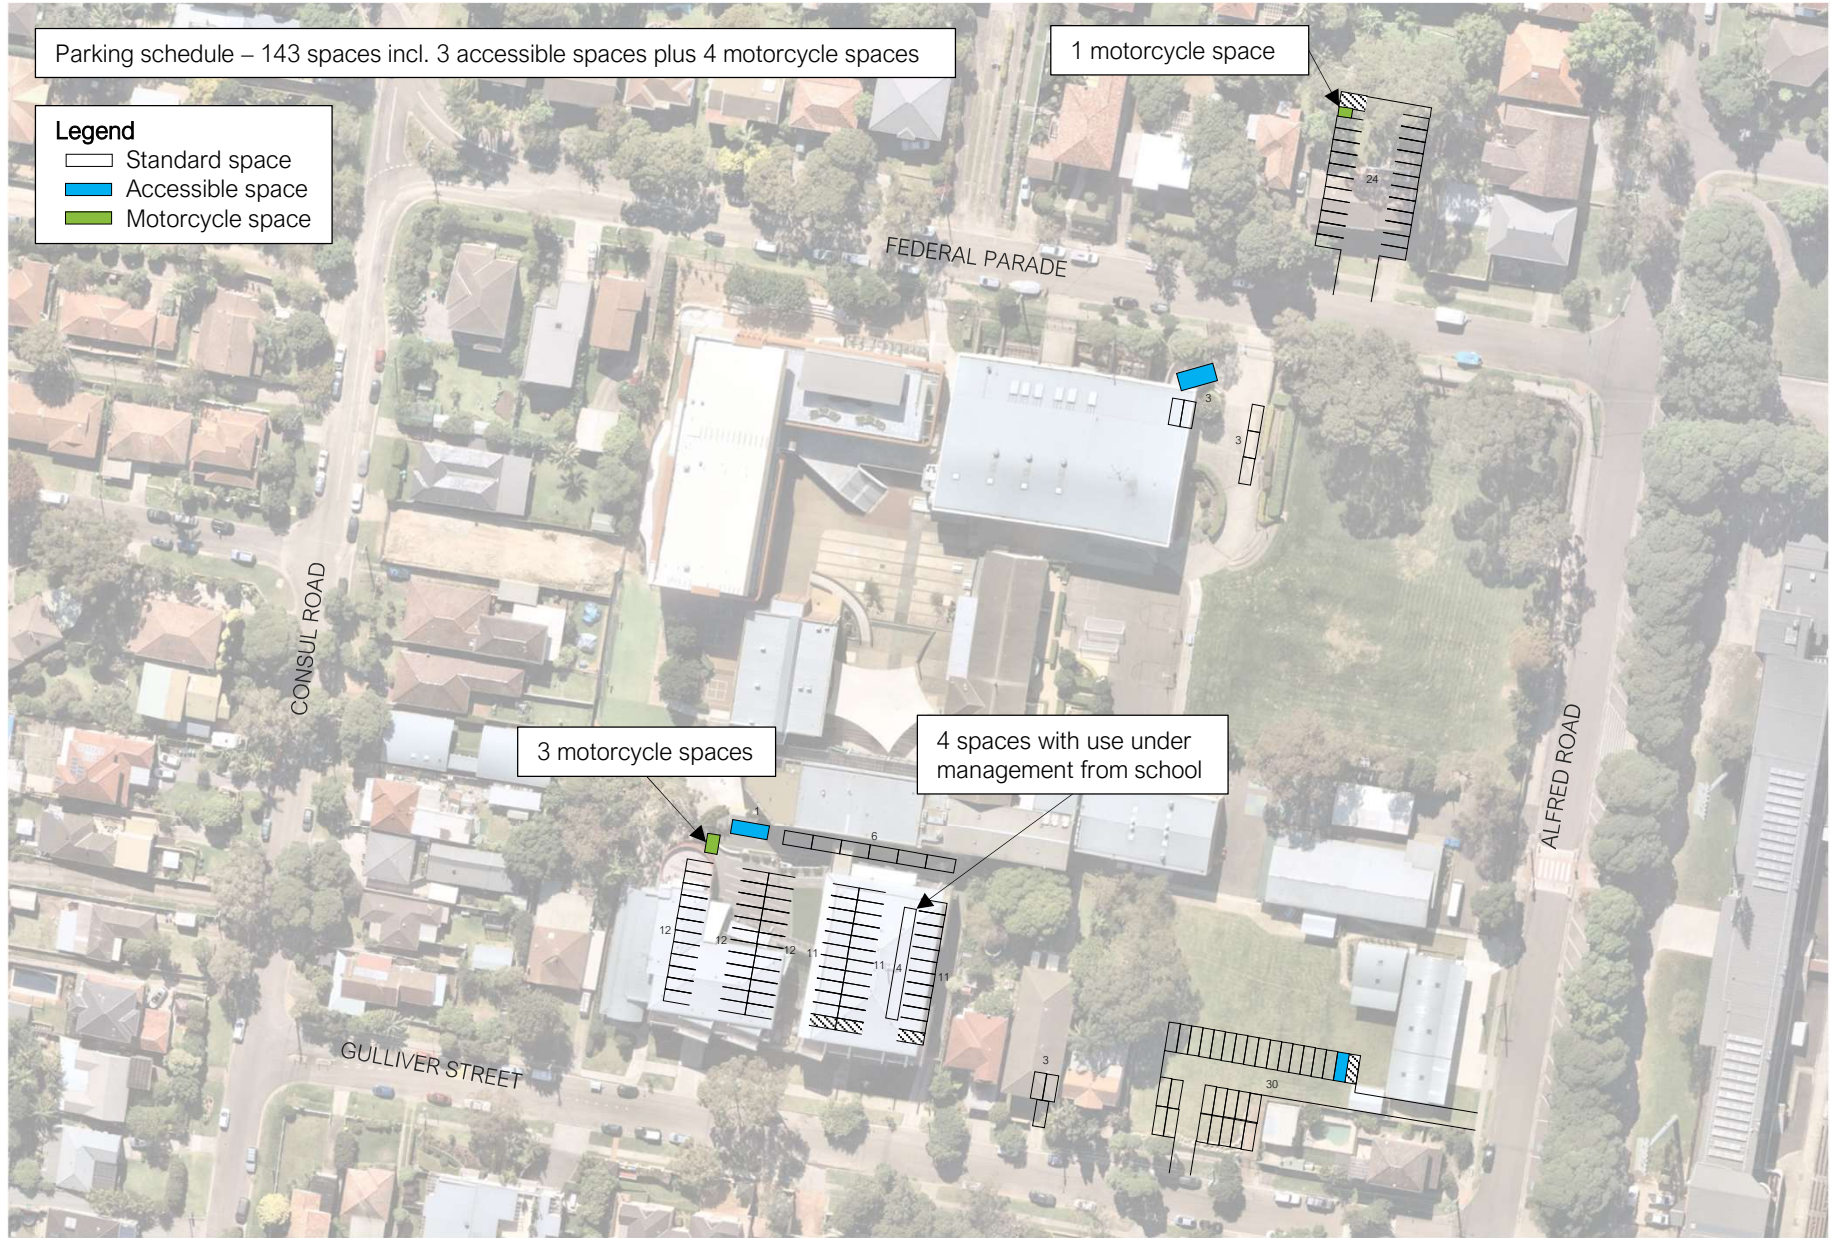 Parking schedule – 143 spaces incl. 3 accessible spaces plus 4 motorcycle spaces
1 motorcycle space
Legend
Standard space
Accessible space
Motorcycle space
24
FEDERAL PARADE
3
3
CONSUL ROAD
ALFRED ROAD
3 motorcycle spaces
4 spaces with use under
management from school
1
6
12
12
12
11
11
4
11
GULLIVER STREET
3
30